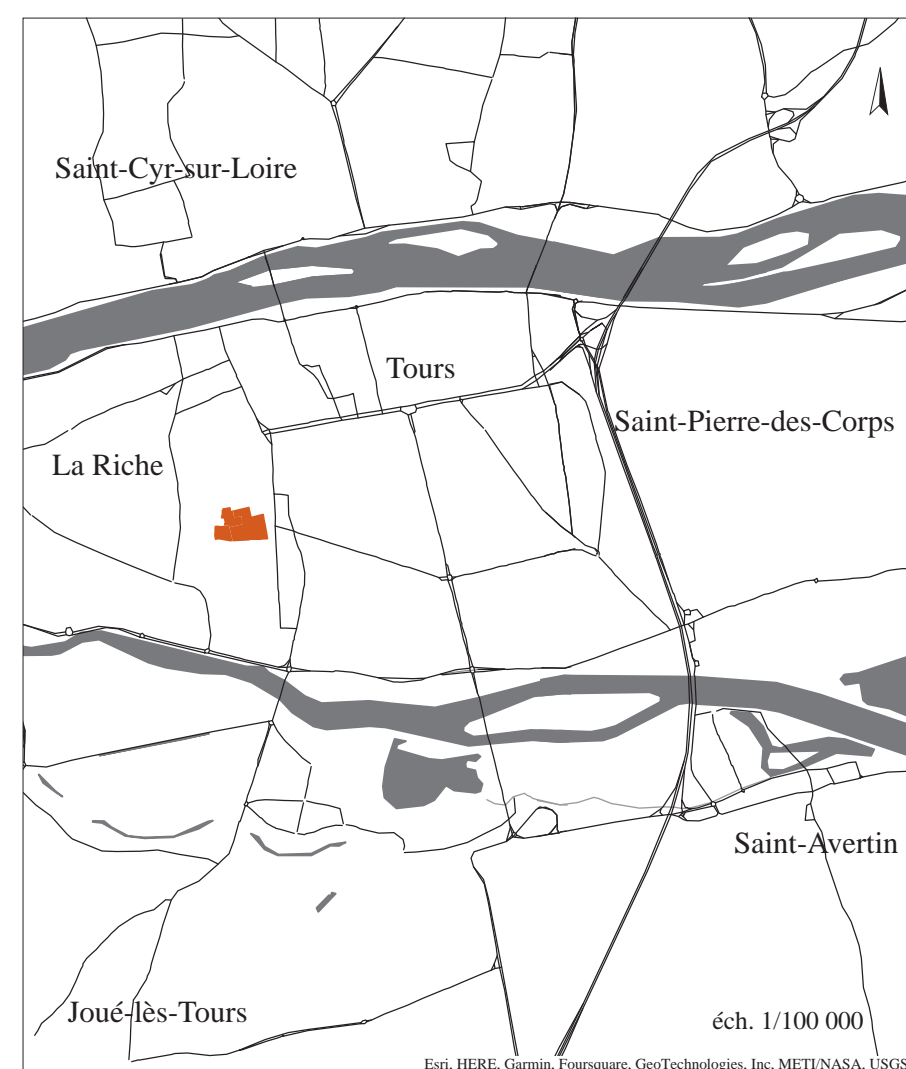 Saint-Cyr-sur-Loire
Tours
Saint-Pierre-des-Corps
La Riche
Saint-Avertin
Joué-lès-Tours
éch. 1/100 000
Esri, HERE, Garmin, Foursquare, GeoTechnologies, Inc, METI/NASA, USGS